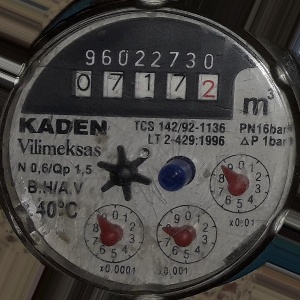 96022730
07172
m³
KADEN
Vilimeksas
TCS 142/92-1136 PN16bar
LT 2-429:1996 ΔP 1bar
N 0,6/Qp 1,5
B.H/A.V
40°C
x0.01
x0.0001
x0.001